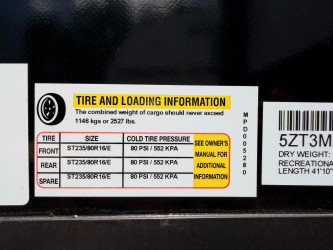 TIRE AND LOADING INFORMATION
The combined weight of cargo should never exceed
1146 kgs or 2527 lbs.
TIRE SIZE COLD TIRE PRESSURE
FRONT ST235/80R16/E 80 PSI / 552 KPA
REAR ST235/80R16/E 80 PSI / 552 KPA
SPARE ST235/80R16/E 80 PSI / 552 KPA
SEE OWNER'S
MANUAL FOR
ADDITIONAL
INFORMATION
MPD005280
5ZT3M
DRY WEIGHT:
RECREATIONA
LENGTH 41'10"